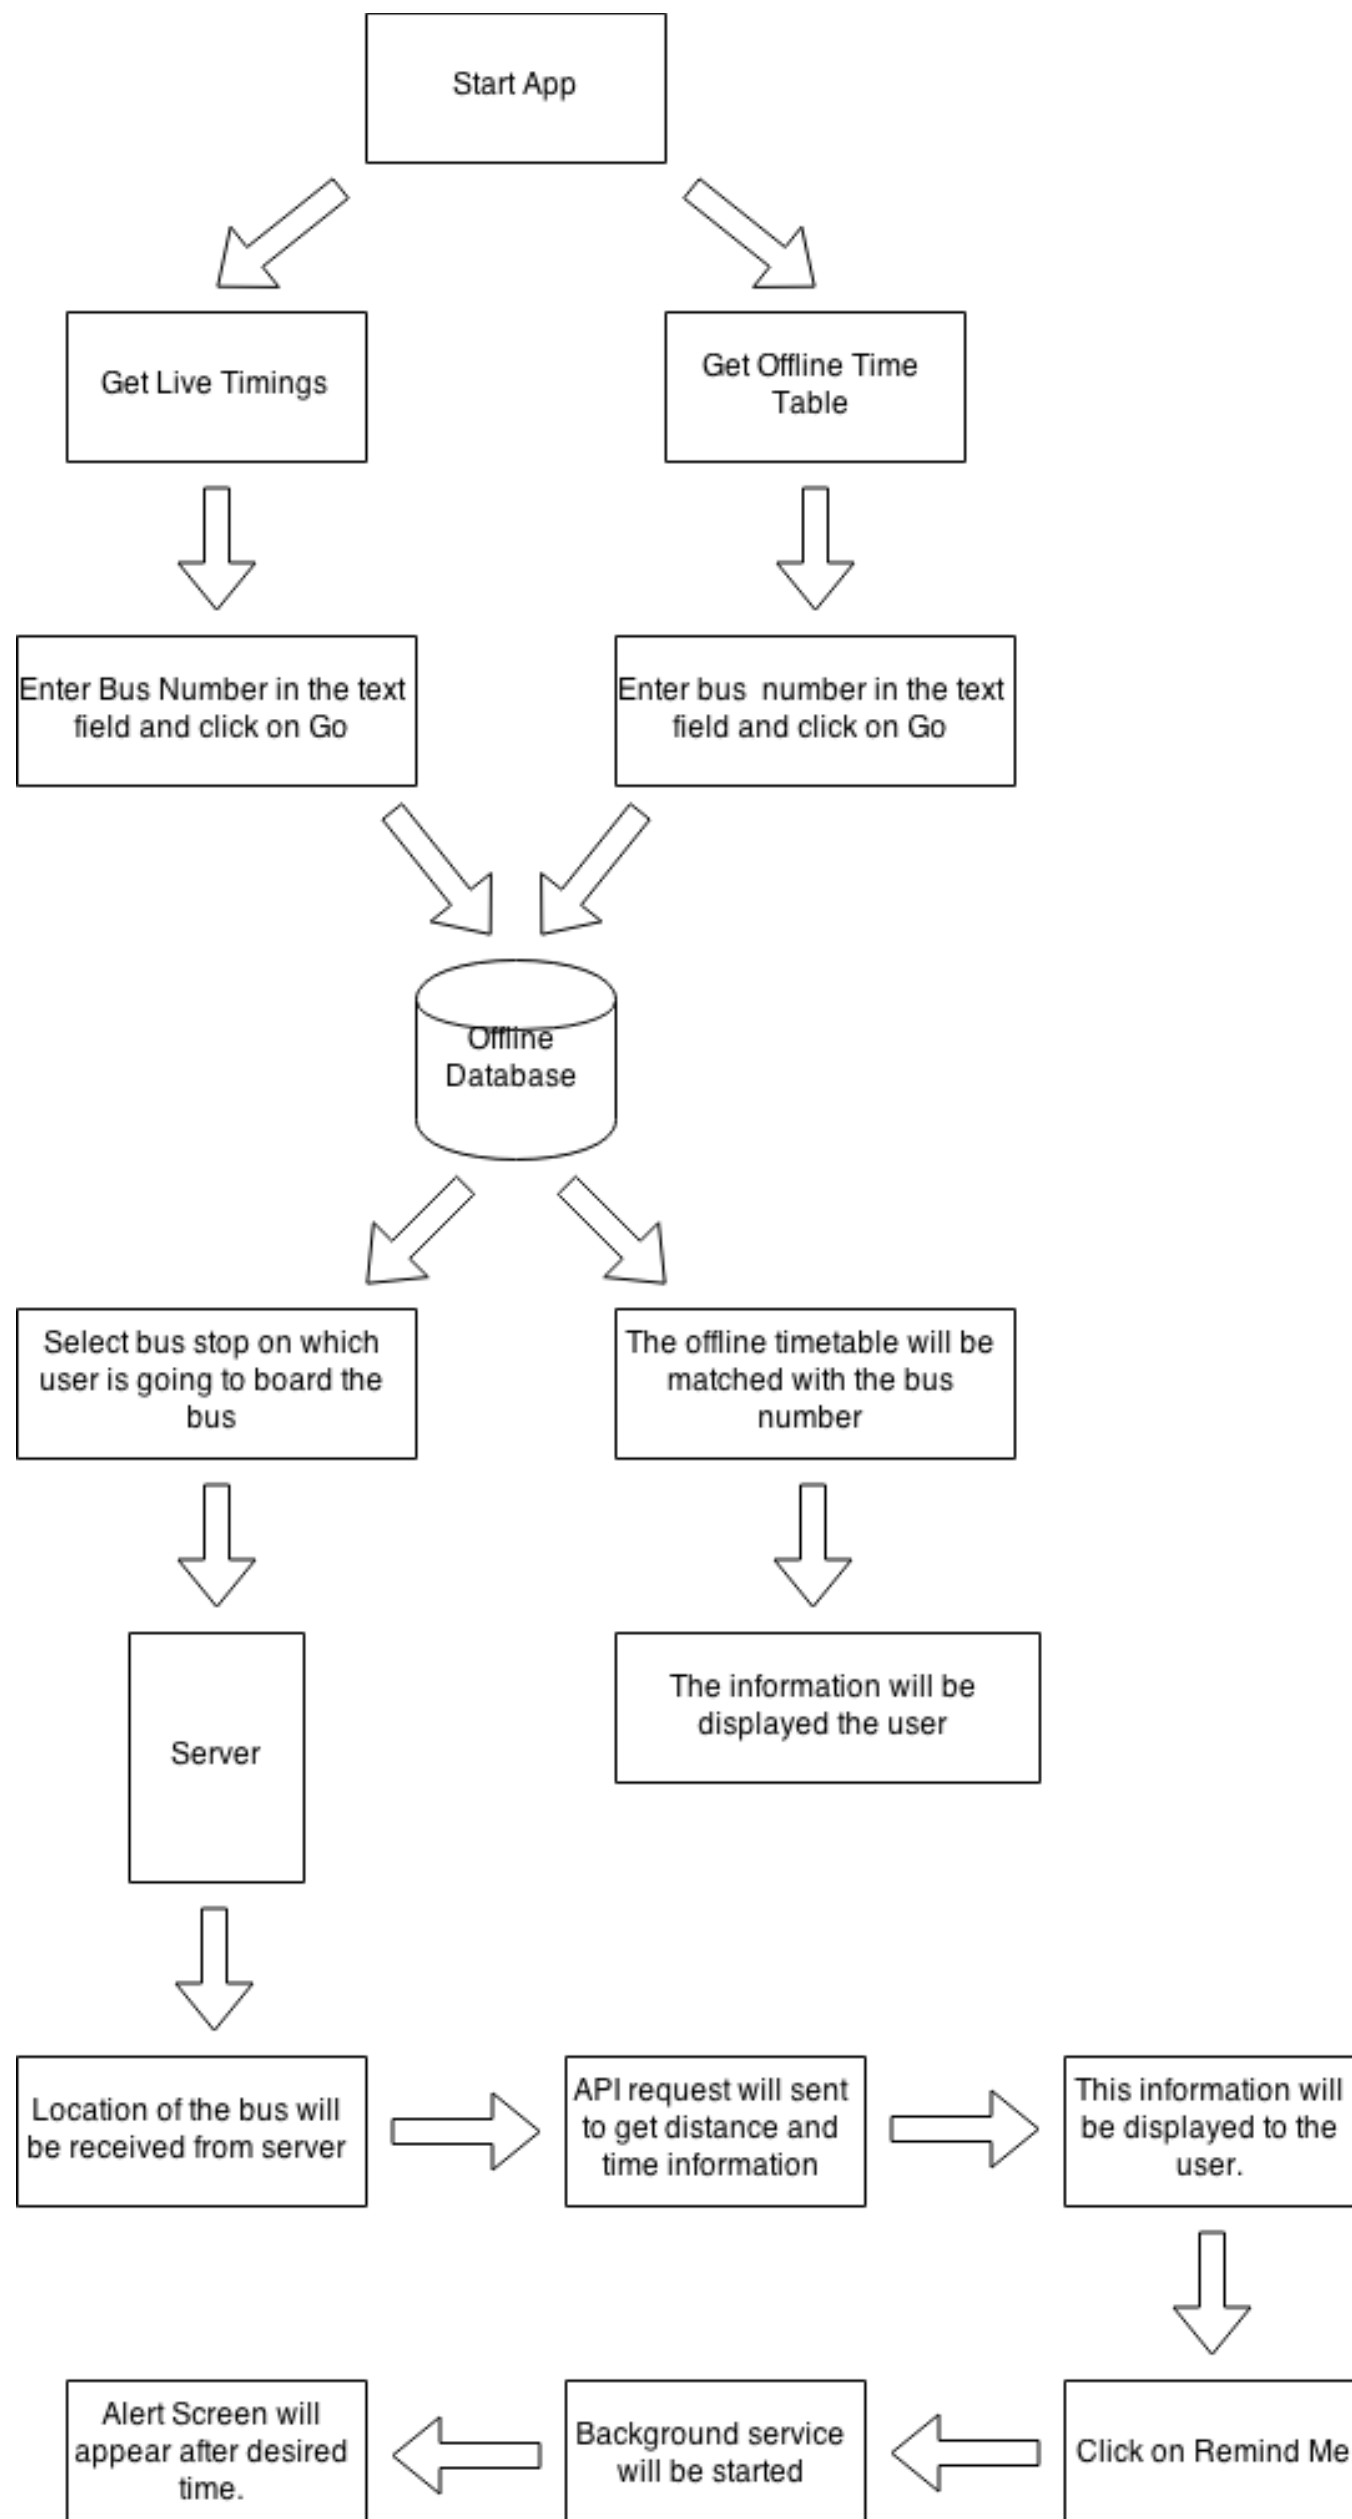 Start App
Get Live Timings
Get Offline Time
Table
Enter Bus Number in the text
field and click on Go
Enter bus  number in the text
field and click on Go
Offline
Database
Select bus stop on which
user is going to board the
bus
The offline timetable will be
matched with the bus
number
Server
The information will be
displayed the user
Location of the bus will
be received from server
API request will sent
to get distance and
time information
This information will
be displayed to the
user.
Click on Remind Me
Background service
will be started
Alert Screen will
appear after desired
time.